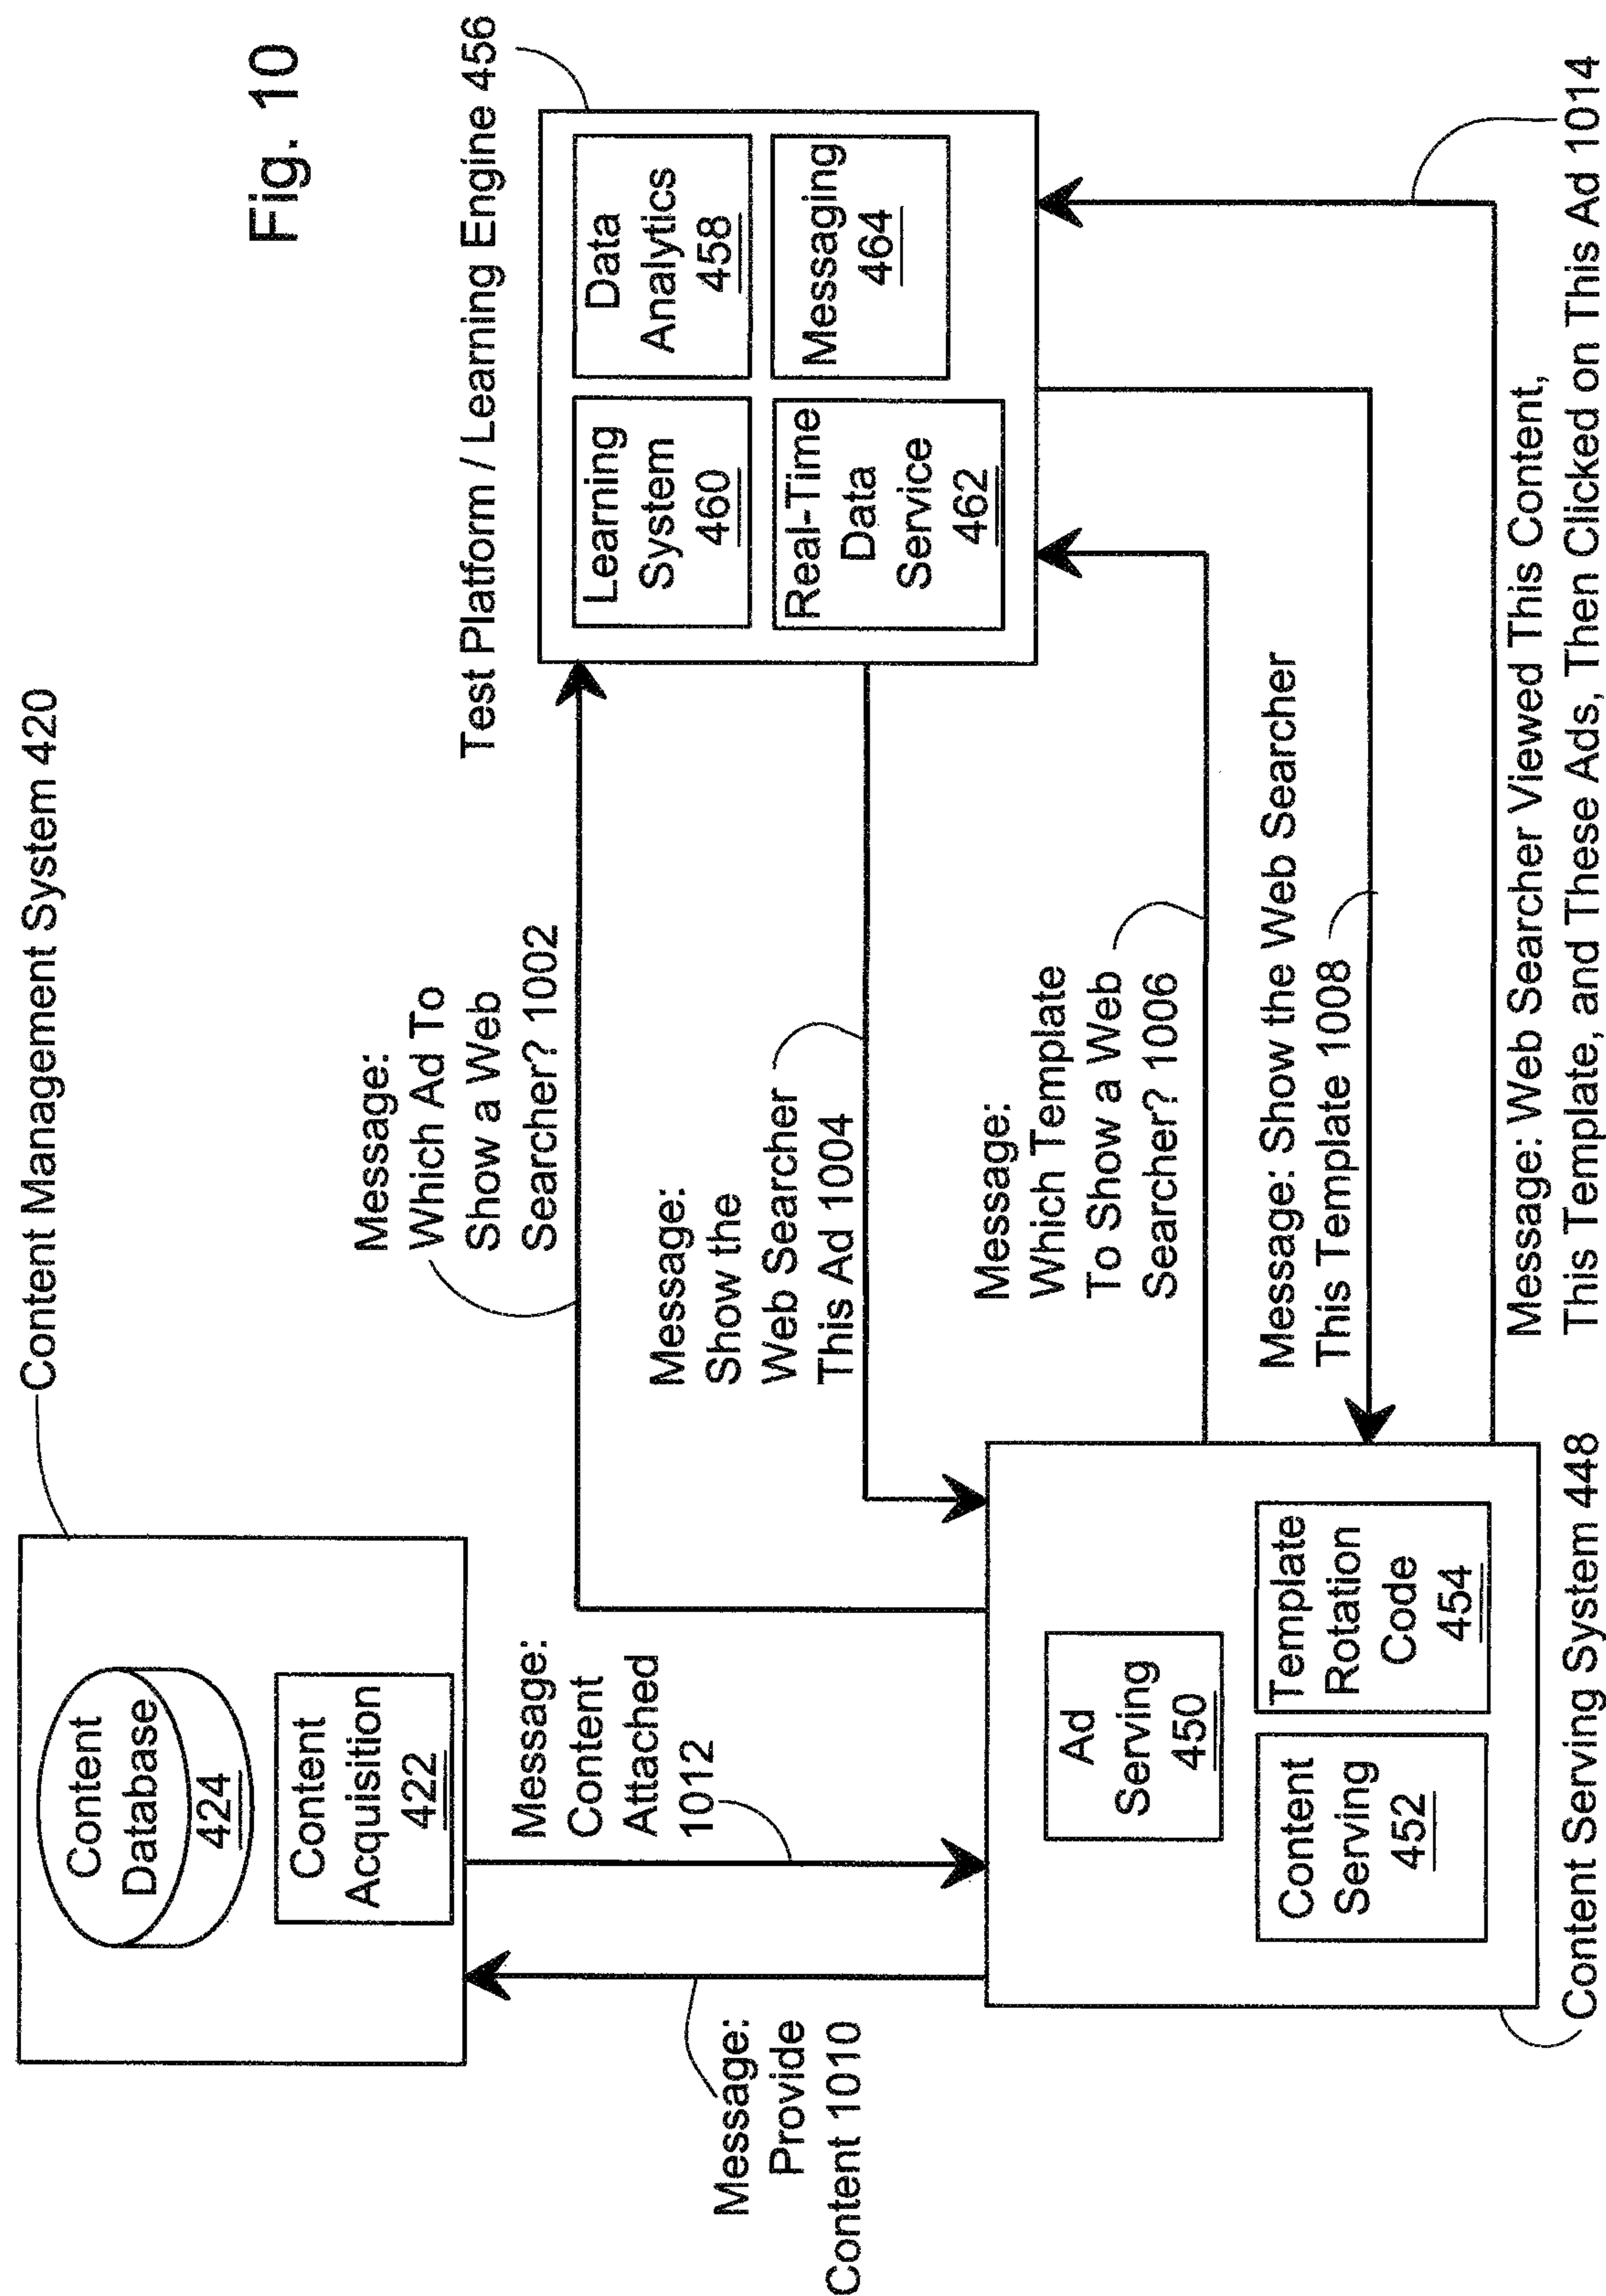 Fig. 10
Content Management System 420
Content
Database
424
Content
Acquisition
422
Message:
Provide
Content 1010
Message:
Content
Attached
1012
Message:
Which Ad To
Show a Web
Searcher? 1002
Test Platform / Learning Engine 456
Learning
System
460
Data
Analytics
458
Real-Time
Data
Service
462
Messaging
464
Message:
Show the
Web Searcher
This Ad 1004
Message:
Which Template
To Show a Web
Searcher? 1006
Message: Show the Web Searcher
This Template 1008
Ad
Serving
450
Content
Serving
452
Template
Rotation
Code
454
Content Serving System 448
Message: Web Searcher Viewed This Content,
This Template, and These Ads, Then Clicked on This Ad 1014